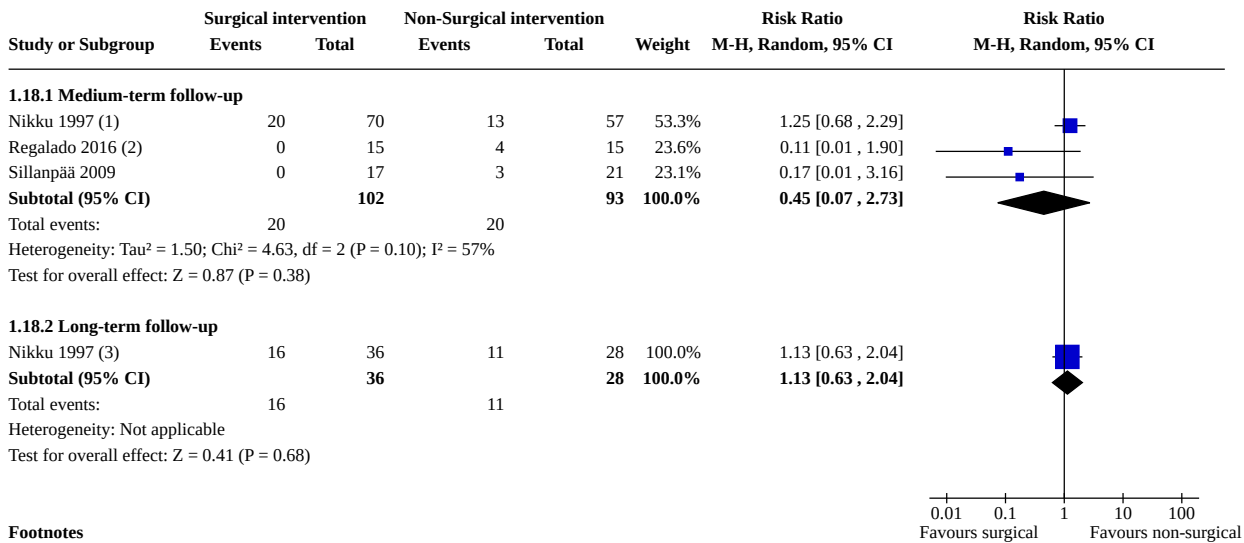 Surgical intervention Non-Surgical intervention Risk Ratio Risk Ratio
Study or Subgroup Events Total Events Total Weight M-H, Random, 95% CI M-H, Random, 95% CI
1.18.1 Medium-term follow-up
Nikku 1997 (1) 20 70 13 57 53.3% 1.25 [0.68 , 2.29]
Regalado 2016 (2) 0 15 4 15 23.6% 0.11 [0.01 , 1.90]
Sillanpää 2009 0 17 3 21 23.1% 0.17 [0.01 , 3.16]
Subtotal (95% CI) 102 93 100.0% 0.45 [0.07 , 2.73]
Total events: 20 20
Heterogeneity: Tau² = 1.50; Chi² = 4.63, df = 2 (P = 0.10); I² = 57%
Test for overall effect: Z = 0.87 (P = 0.38)
1.18.2 Long-term follow-up
Nikku 1997 (3) 16 36 11 28 100.0% 1.13 [0.63 , 2.04]
Subtotal (95% CI) 36 28 100.0% 1.13 [0.63 , 2.04]
Total events: 16 11
Heterogeneity: Not applicable
Test for overall effect: Z = 0.41 (P = 0.68)
0.01 0.1 1 10 100
Footnotes Favours surgical Favours non-surgical